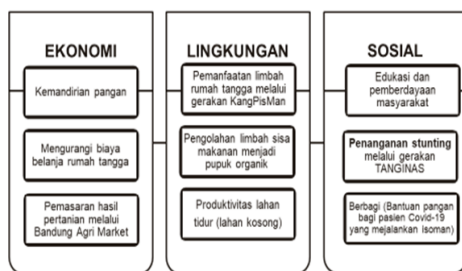 EKONOMI
Kemandirian pangan
Mengurangi biaya
belanja rumah tangga
Pemasaran hasil
pertanian melalui
Bandung Agri Market
LINGKUNGAN
Pemanfaatan limbah
rumah tangga melalui
gerakan KangPisMan
Pengolahan limbah sisa
makanan menjadi
pupuk organik
Produktivitas lahan
tidur (lahan kosong)
SOSIAL
Edukasi dan
pemberdayaan
masyarakat
Penanganan stunting
melalui gerakan
TANGINAS
Berbagi (Bantuan pangan
bagi pasien Covid-19
yang mejalankan Isoman)